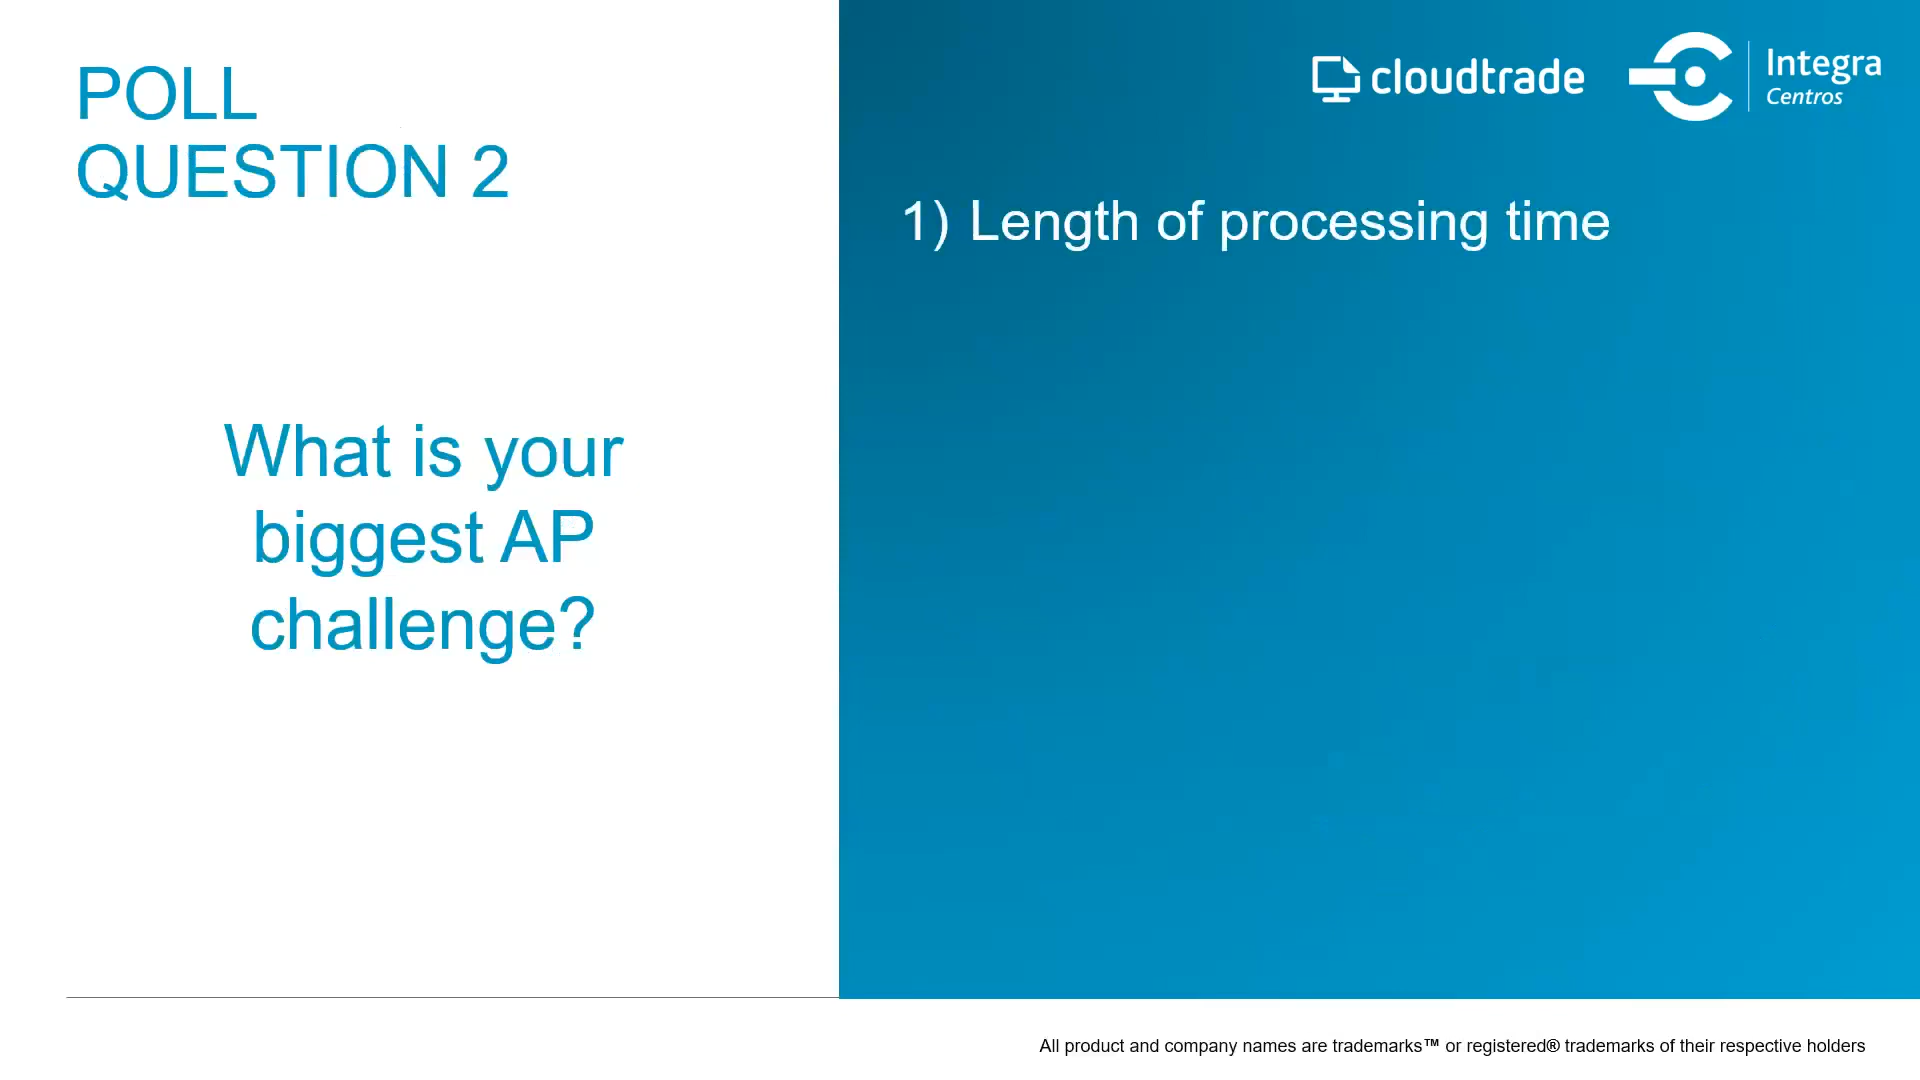 POLL
QUESTION 2
What is your
biggest AP
challenge?
cloudtrade
Integra
Centros
1) Length of processing time
All product and company names are trademarks™ or registered® trademarks of their respective holders